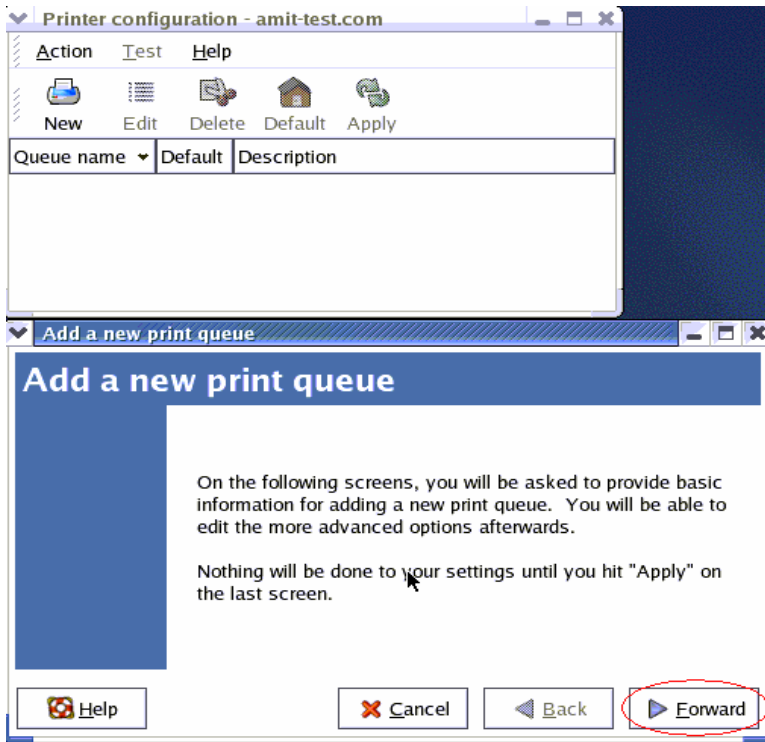 Printer configuration - amit-test.com
Action Test Help
New Edit Delete Default Apply
Queue name Default Description
Add a new print queue
Add a new print queue
On the following screens, you will be asked to provide basic
information for adding a new print queue. You will be able to
edit the more advanced options afterwards.
Nothing will be done to your settings until you hit "Apply" on
the last screen.
Help Cancel Back Forward